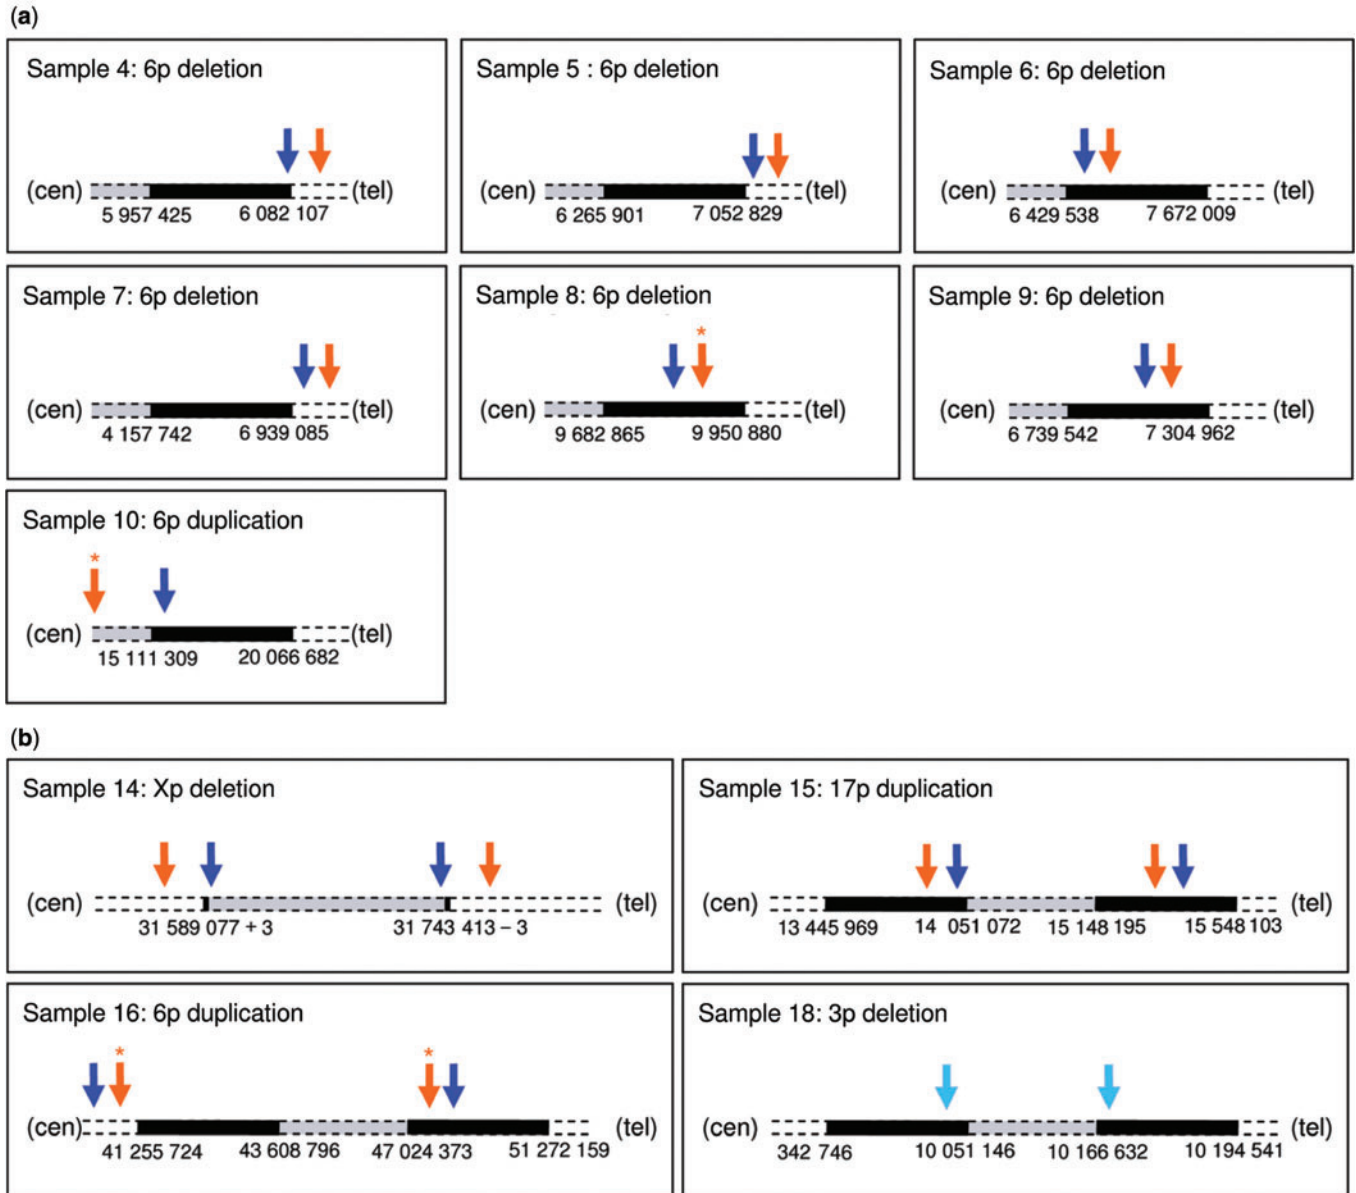 (a)
Sample 4: 6p deletion
(cen) (tel)
5 957 425 6 082 107
Sample 5 : 6p deletion
(cen) (tel)
6 265 901 7 052 829
Sample 6: 6p deletion
(cen) (tel)
6 429 538 7 672 009
Sample 7: 6p deletion
(cen) (tel)
4 157 742 6 939 085
Sample 8: 6p deletion
*
(cen) (tel)
9 682 865 9 950 880
Sample 9: 6p deletion
(cen) (tel)
6 739 542 7 304 962
Sample 10: 6p duplication
*
(cen) (tel)
15 111 309 20 066 682
(b)
Sample 14: Xp deletion
(cen) (tel)
31 589 077 + 3 31 743 413 – 3
Sample 15: 17p duplication
(cen) (tel)
13 445 969 14 051 072 15 148 195 15 548 103
Sample 16: 6p duplication
* *
(cen) (tel)
41 255 724 43 608 796 47 024 373 51 272 159
Sample 18: 3p deletion
(cen) (tel)
342 746 10 051 146 10 166 632 10 194 541